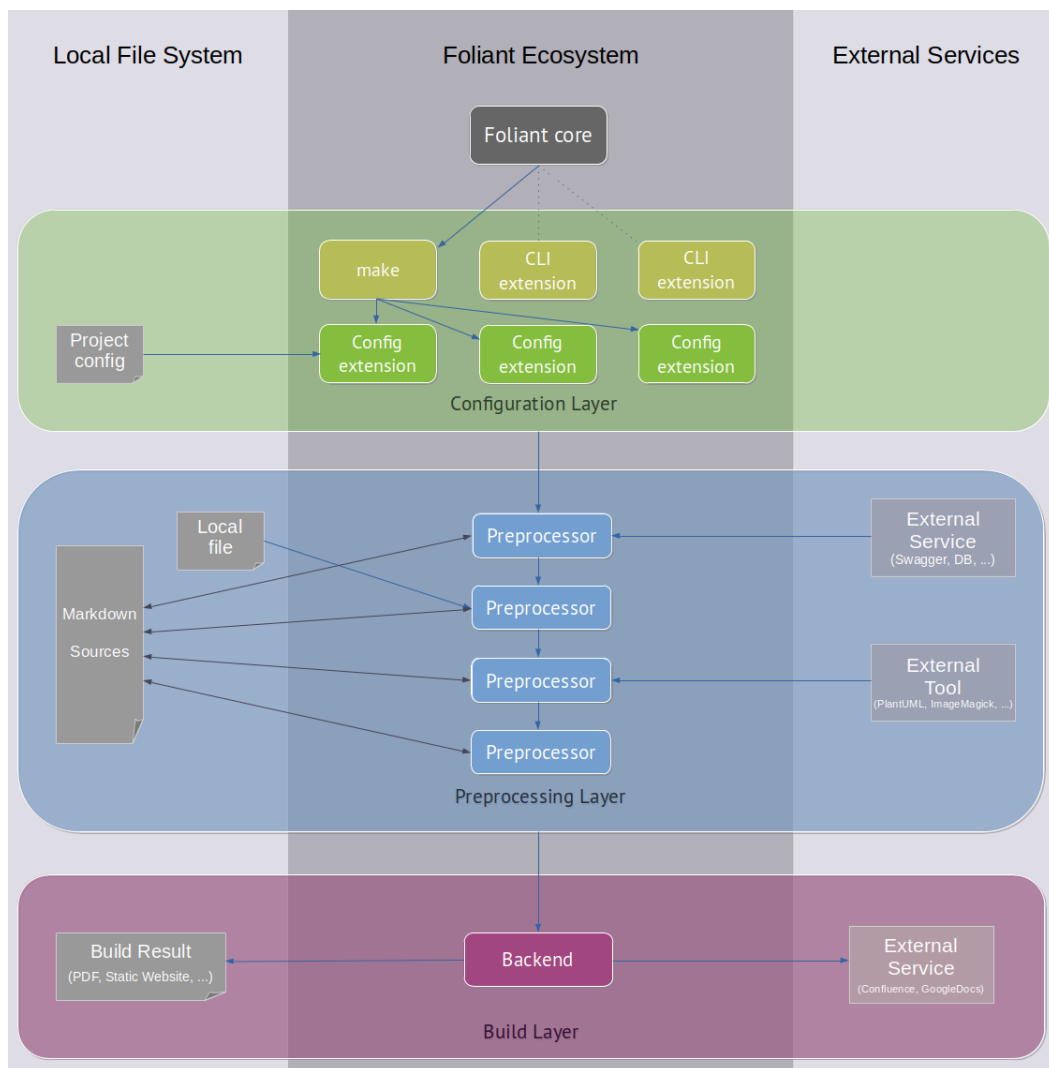 Local File System
Foliant Ecosystem
External Services
Foliant core
make
CLI
extension
CLI
extension
Project
config
Config
extension
Config
extension
Config
extension
Configuration Layer
Local
file
Markdown
Sources
Preprocessor
Preprocessor
Preprocessor
Preprocessor
External
Service
(Swagger, DB, ...)
External
Tool
(PlantUML, ImageMagick, ...)
Preprocessing Layer
Build Result
(PDF, Static Website, ...)
Backend
External
Service
(Confluence, GoogleDocs)
Build Layer